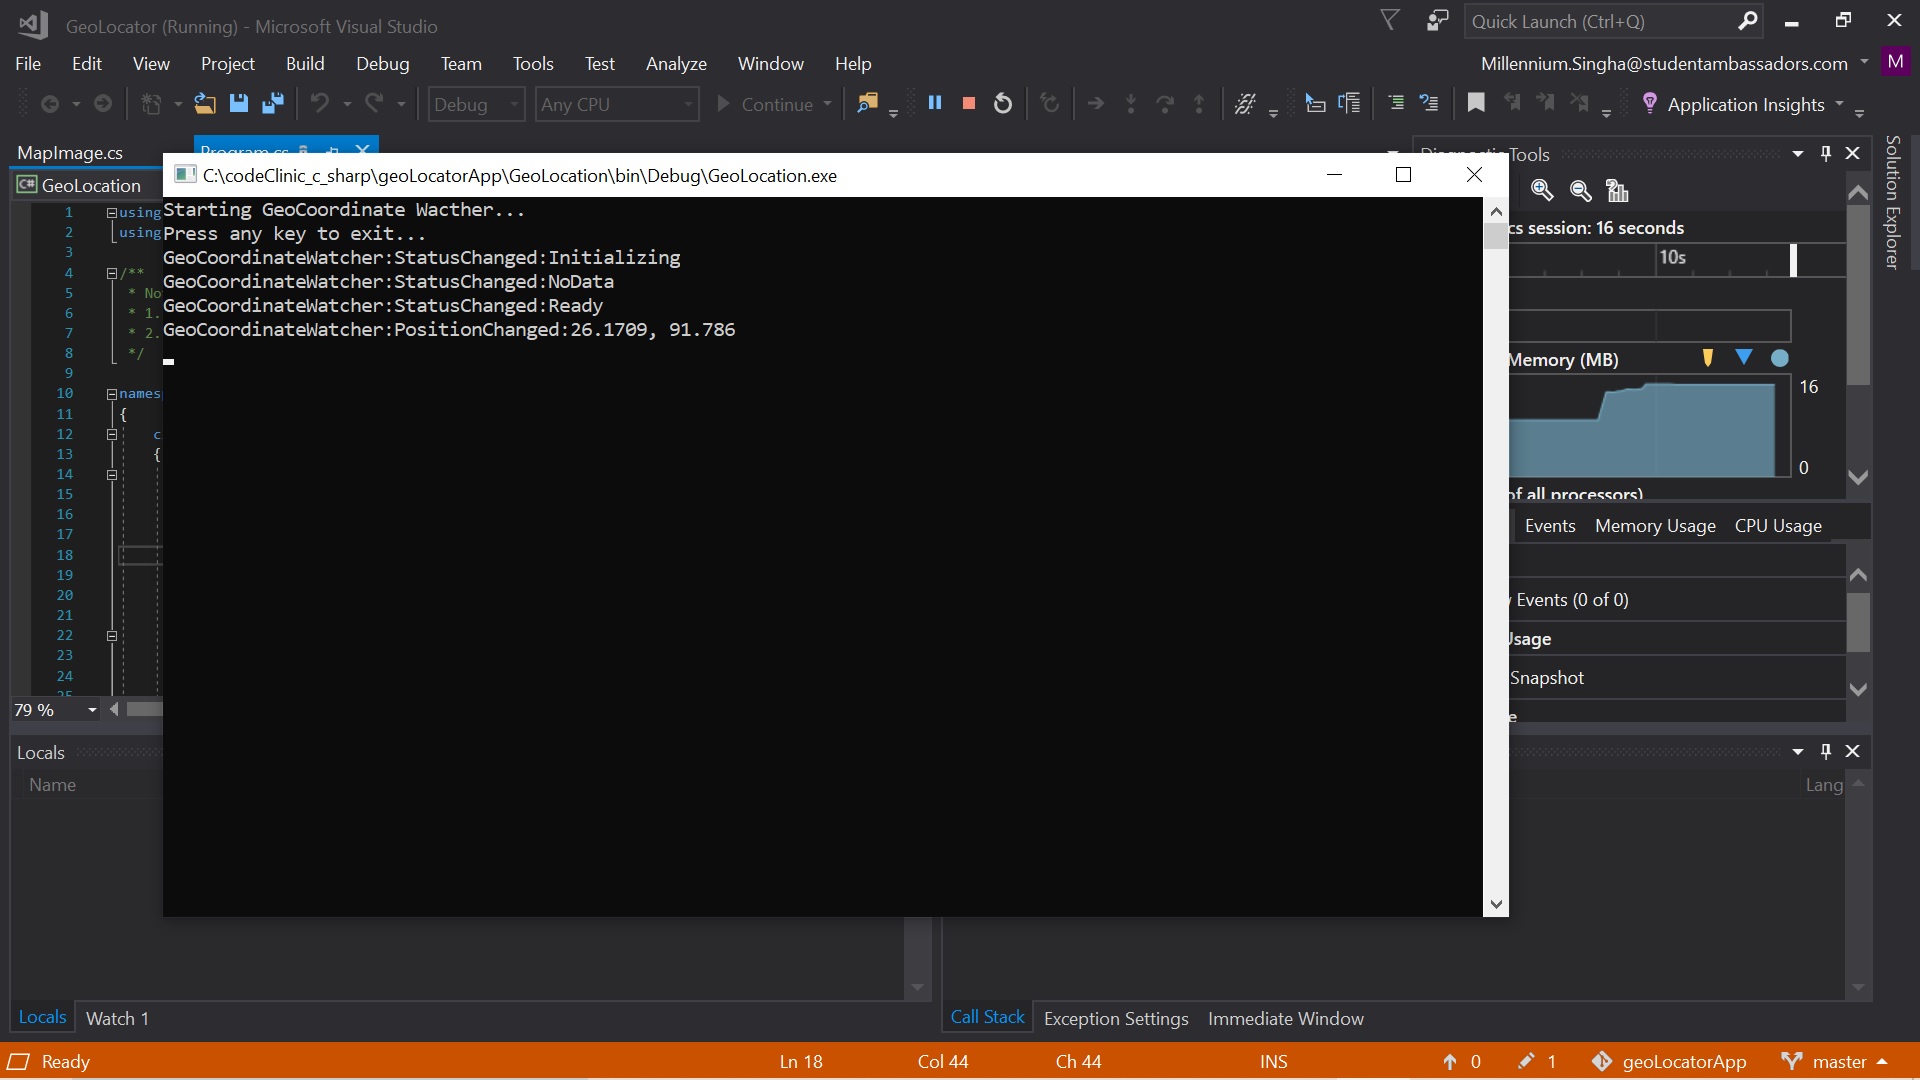 GeoLocator (Running) - Microsoft Visual Studio
Quick Launch (Ctrl+Q)
File Edit View Project Build Debug Team Tools Test Analyze Window Help
Millennium.Singha@studentambassadors.com M
Debug Any CPU Continue Application Insights
MapImage.cs Program.cs
Diagnostic Tools
Solution Explorer
C# GeoLocation
C:\codeClinic_c_sharp\geoLocatorApp\GeoLocation\bin\Debug\GeoLocation.exe
Starting GeoCoordinate Wacther...
Press any key to exit...
GeoCoordinateWatcher:StatusChanged:Initializing
GeoCoordinateWatcher:StatusChanged:NoData
GeoCoordinateWatcher:StatusChanged:Ready
GeoCoordinateWatcher:PositionChanged:26.1709, 91.786
1 using
2 using
3
4 /**
5 * No
6 * 1.
7 * 2.
8 */
9
10 names
11 {
12 c
13 {
14
15
16
17
18
19
20
21
22
23
24
25
79 %
cs session: 16 seconds
10s
Memory (MB)
16
0
of all processors)
Events Memory Usage CPU Usage
Events (0 of 0)
Usage
Snapshot
e
Locals
Name
Lang
Locals Watch 1
Call Stack Exception Settings Immediate Window
Ready Ln 18 Col 44 Ch 44 INS 0 1 geoLocatorApp master